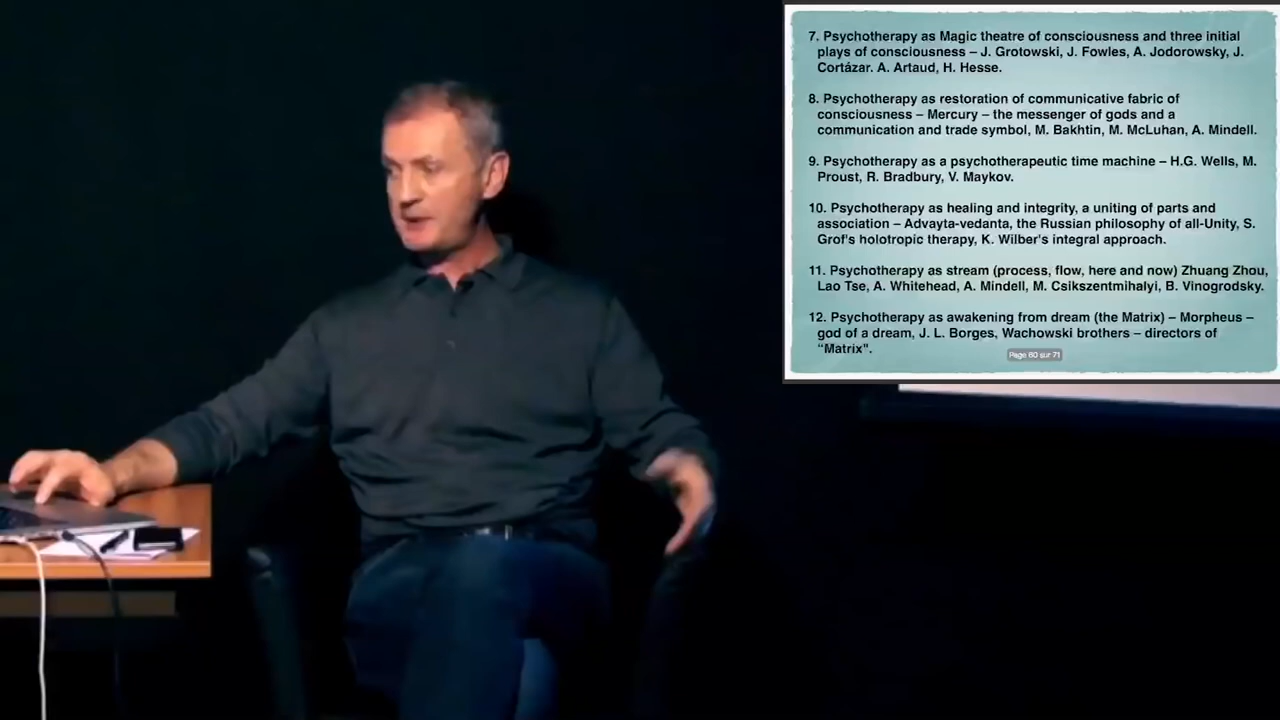 7. Psychotherapy as Magic theatre of consciousness and three initial
plays of consciousness – J. Grotowski, J. Fowles, A. Jodorowsky, J.
Cortázar. A. Artaud, H. Hesse.
8. Psychotherapy as restoration of communicative fabric of
consciousness – Mercury – the messenger of gods and a
communication and trade symbol, M. Bakhtin, M. McLuhan, A. Mindell.
9. Psychotherapy as a psychotherapeutic time machine – H.G. Wells, M.
Proust, R. Bradbury, V. Maykov.
10. Psychotherapy as healing and integrity, a uniting of parts and
association – Advayta-vedanta, the Russian philosophy of all-Unity, S.
Grof's holotropic therapy, K. Wilber's integral approach.
11. Psychotherapy as stream (process, flow, here and now) Zhuang Zhou,
Lao Tse, A. Whitehead, A. Mindell, M. Csikszentmihalyi, B. Vinogrodsky.
12. Psychotherapy as awakening from dream (the Matrix) – Morpheus –
god of a dream, J. L. Borges, Wachowski brothers – directors of
“Matrix".
Page 60 sur 71